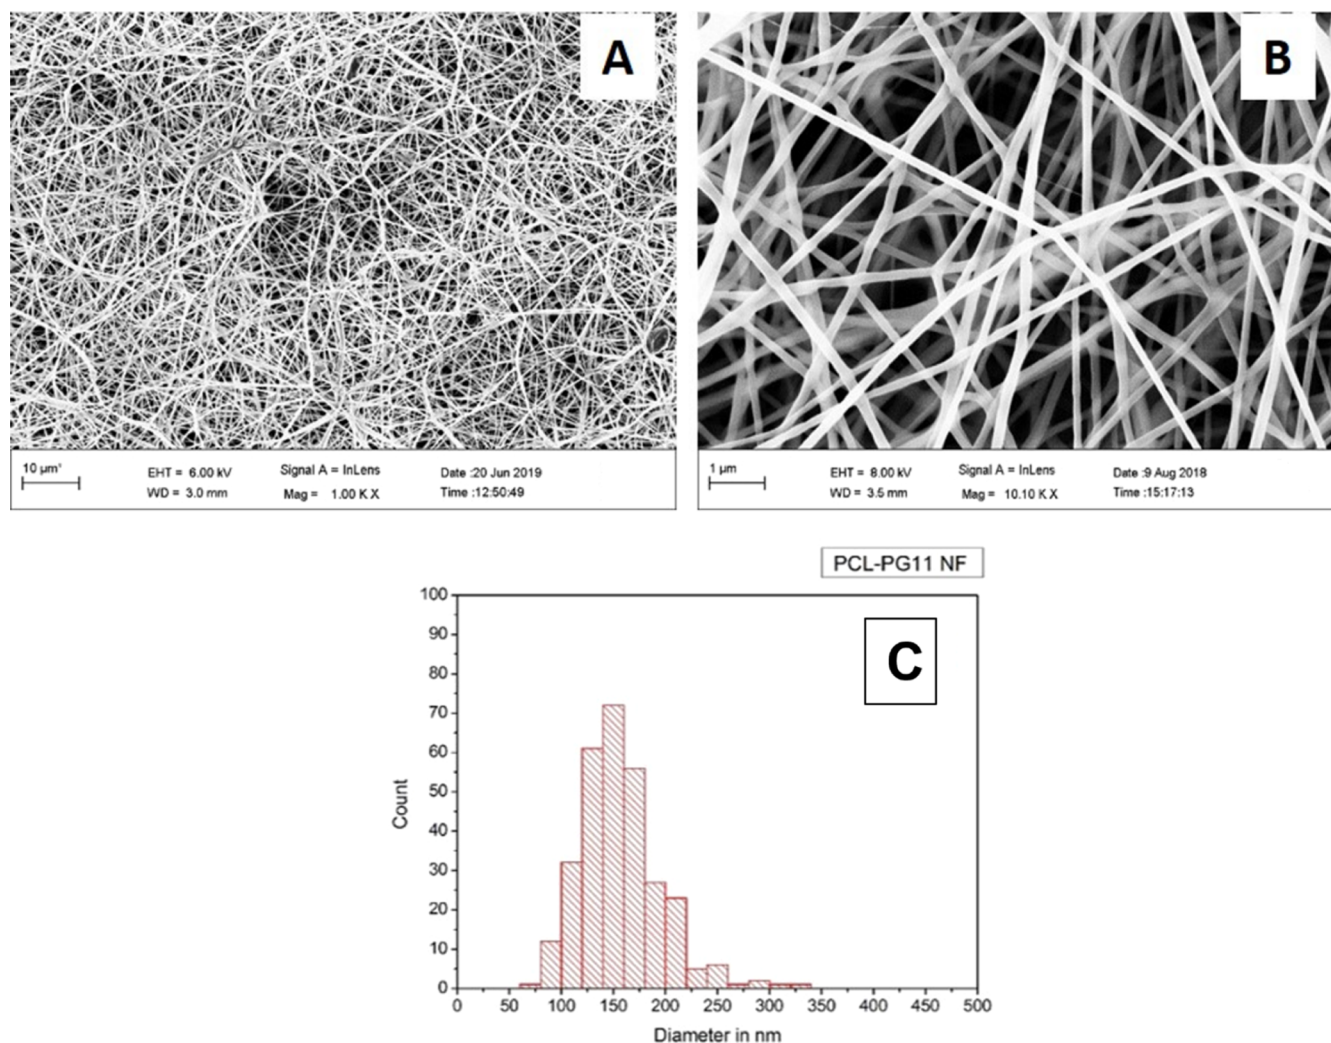 A
10 µm'
EHT = 6.00 kV
Signal A = InLens
Date :20 Jun 2019
WD = 3.0 mm
Mag = 1.00 K X
Time :12:50:49
B
1 µm
EHT = 8.00 kV
Signal A = InLens
Date :9 Aug 2018
WD = 3.5 mm
Mag = 10.10 K X
Time :15:17:13
PCL-PG11 NF
C
100
90
80
70
60
50
40
30
20
10
0
Count
0 50 100 150 200 250 300 350 400 450 500
Diameter in nm